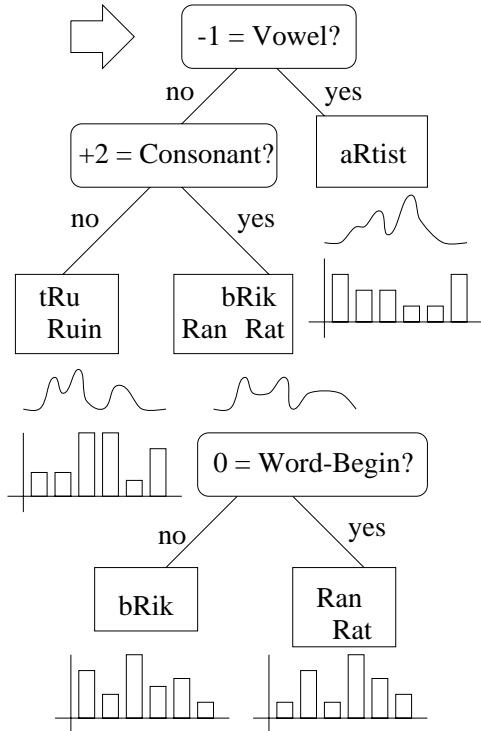 -1 = Vowel?
no
yes
+2 = Consonant?
aRtist
no
yes
tRu
Ruin
bRik
Ran Rat
0 = Word-Begin?
no
yes
bRik
Ran
Rat